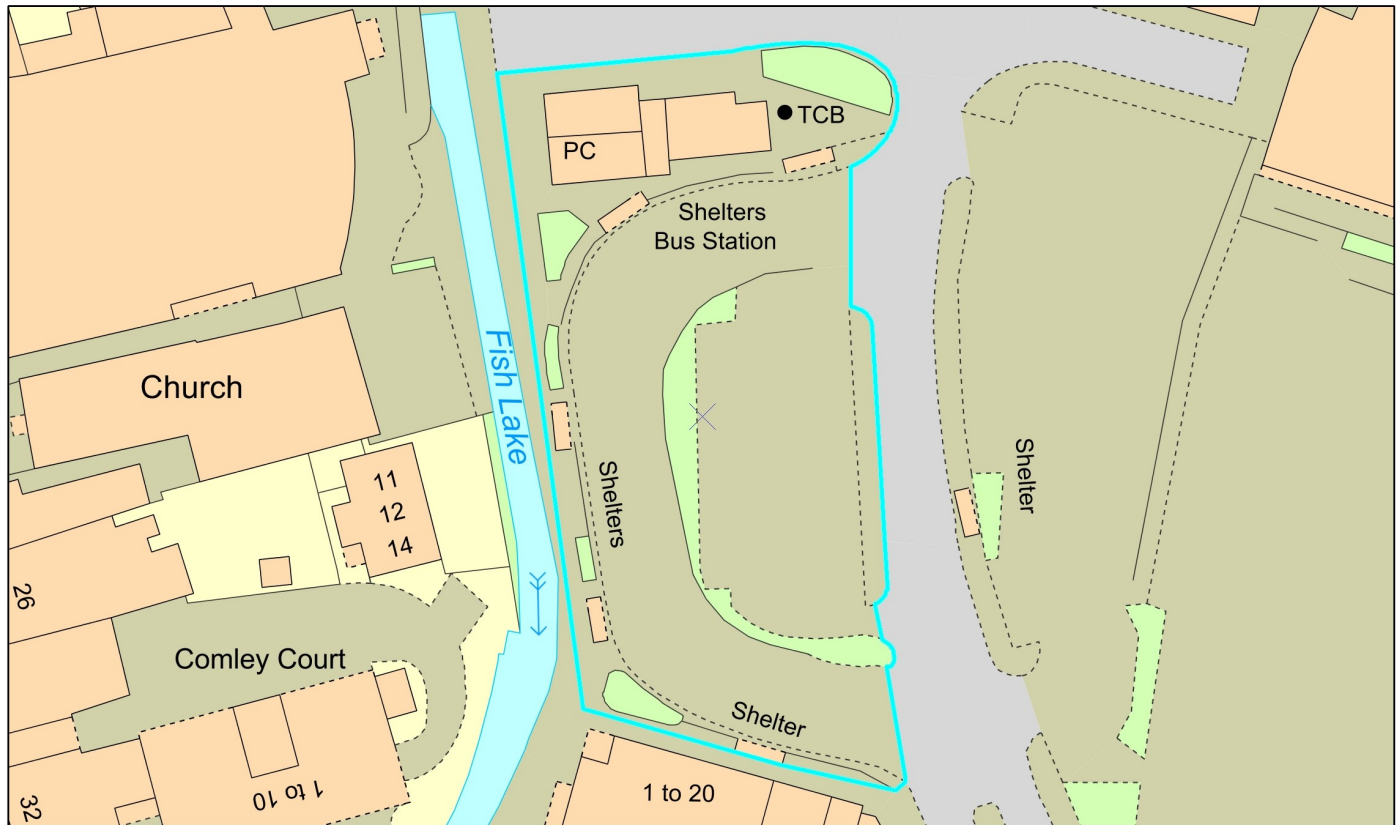 TCB
PC
Shelters
Bus Station
Fish Lake
Church
11
12
14
Shelters
Shelter
26
Comley Court
Shelter
1 to 10
32
1 to 20